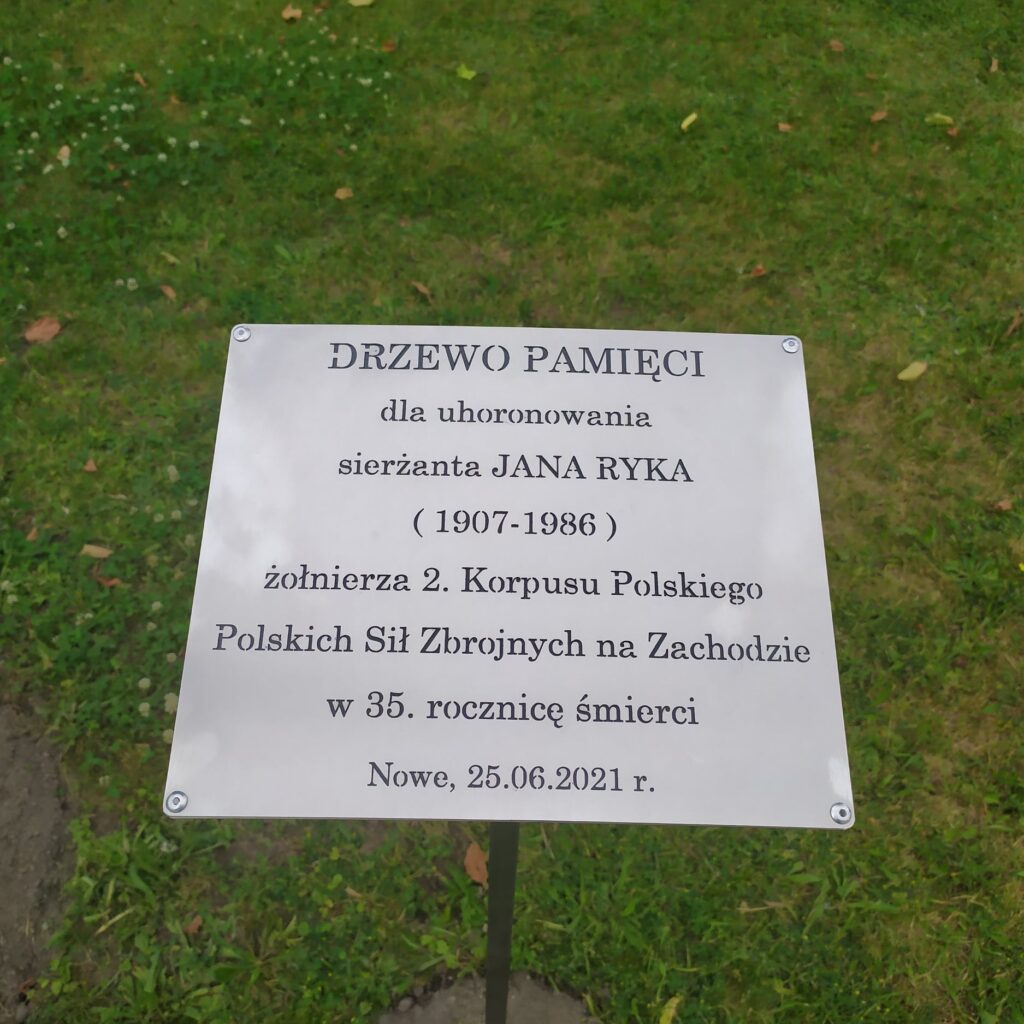 DRZEWO PAMIĘCI
dla uhoronowania
sierżanta JANA RYKA
( 1907-1986 )
żołnierza 2. Korpusu Polskiego
Polskich Sił Zbrojnych na Zachodzie
w 35. rocznicę śmierci
Nowe, 25.06.2021 r.